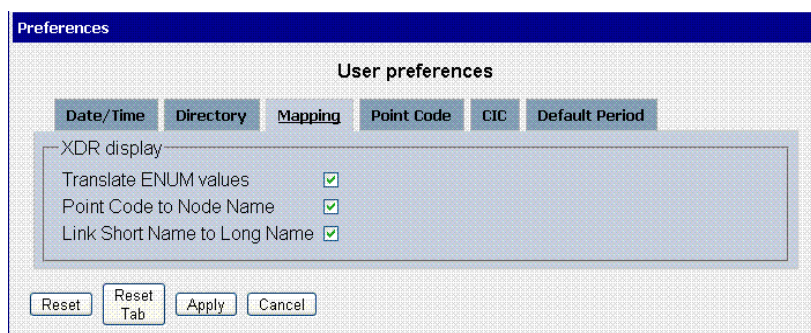 Preferences
User preferences
Date/Time Directory Mapping Point Code CIC Default Period
XDR display
Translate ENUM values
Point Code to Node Name
Link Short Name to Long Name
Reset Reset Tab Apply Cancel